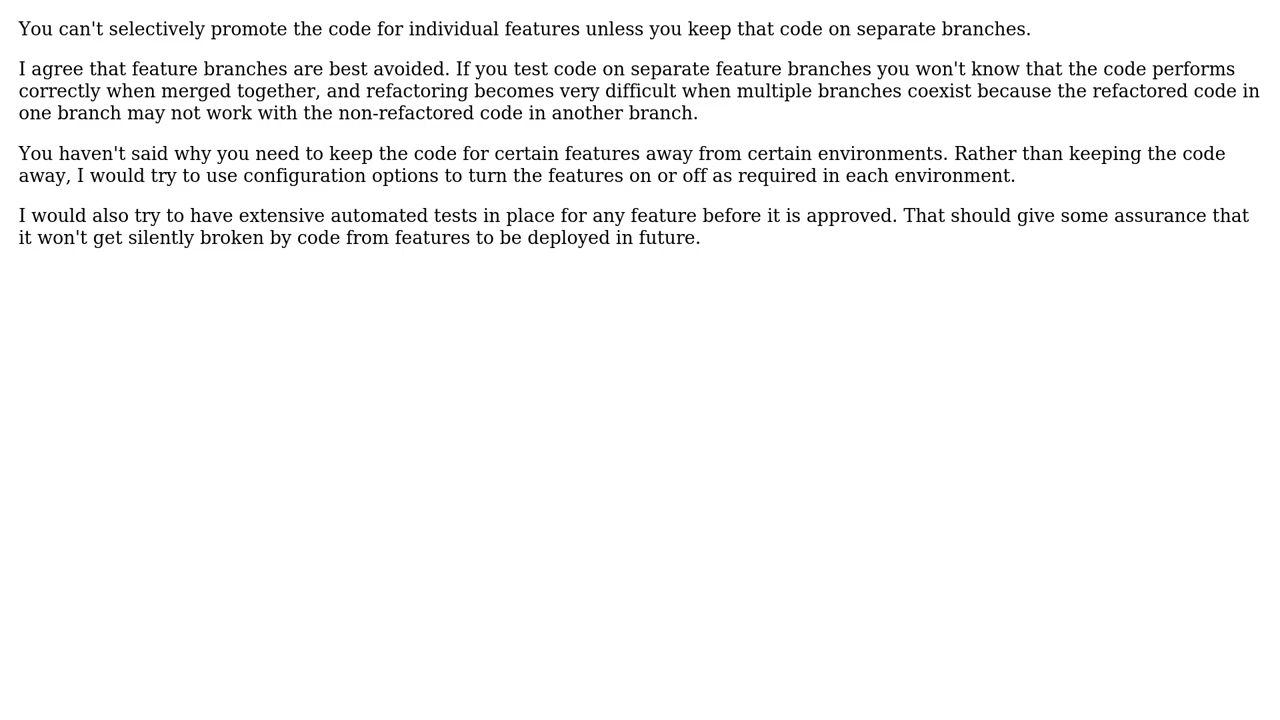 You can't selectively promote the code for individual features unless you keep that code on separate branches.
I agree that feature branches are best avoided. If you test code on separate feature branches you won't know that the code performs
correctly when merged together, and refactoring becomes very difficult when multiple branches coexist because the refactored code in
one branch may not work with the non-refactored code in another branch.
You haven't said why you need to keep the code for certain features away from certain environments. Rather than keeping the code
away, I would try to use configuration options to turn the features on or off as required in each environment.
I would also try to have extensive automated tests in place for any feature before it is approved. That should give some assurance that
it won't get silently broken by code from features to be deployed in future.